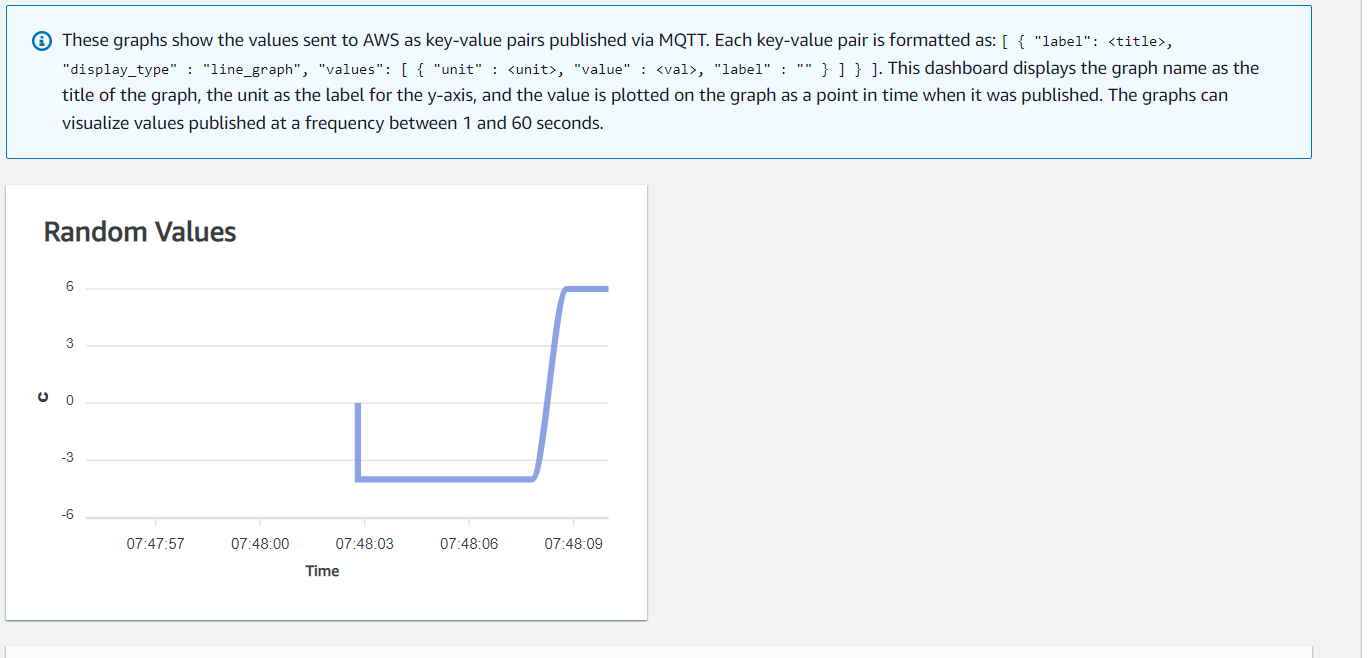 These graphs show the values sent to AWS as key-value pairs published via MQTT. Each key-value pair is formatted as: [ { "label": <title>,
"display_type" : "line_graph", "values": [ { "unit" : <unit>, "value" : <val>, "label" : "" } ] } ]. This dashboard displays the graph name as the
title of the graph, the unit as the label for the y-axis, and the value is plotted on the graph as a point in time when it was published. The graphs can
visualize values published at a frequency between 1 and 60 seconds.
Random Values
6
3
C
0
-3
-6
07:47:57 07:48:00 07:48:03 07:48:06 07:48:09
Time